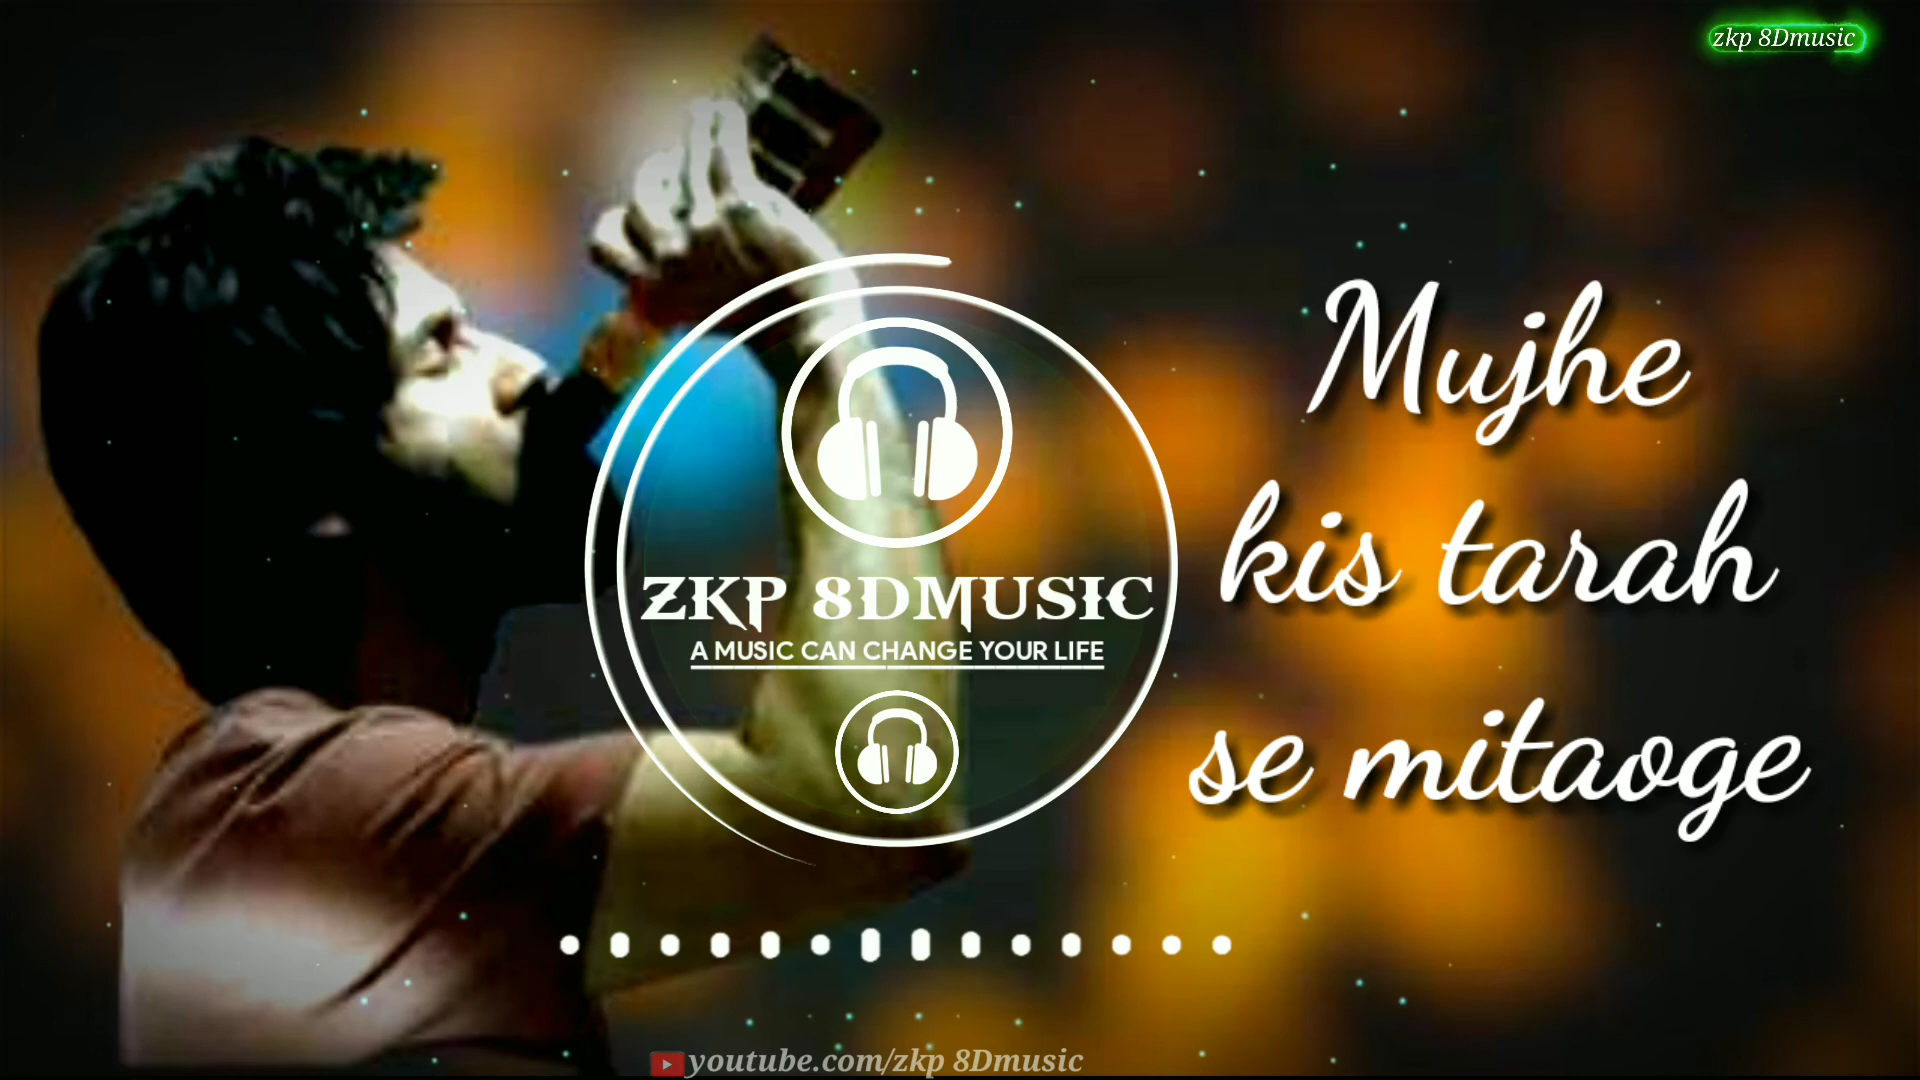 zkp 8Dmusic
ZKP 8DMUSIC
A MUSIC CAN CHANGE YOUR LIFE
Mujhe
kis tarah
se mitaoge
youtube.com/zkp 8Dmusic